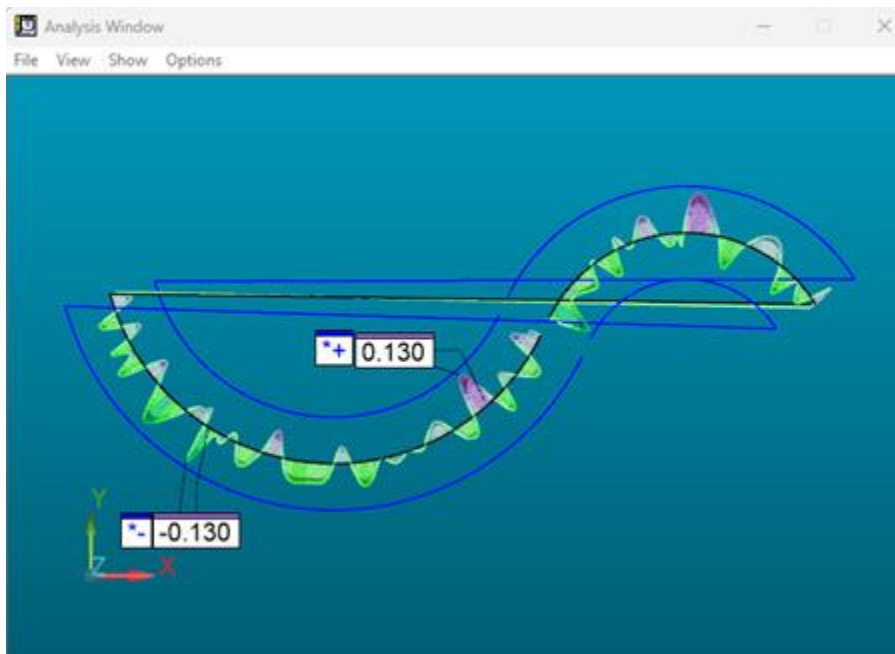 Analysis Window
File View Show Options
*+ 0.130
*- -0.130
Y
Z X